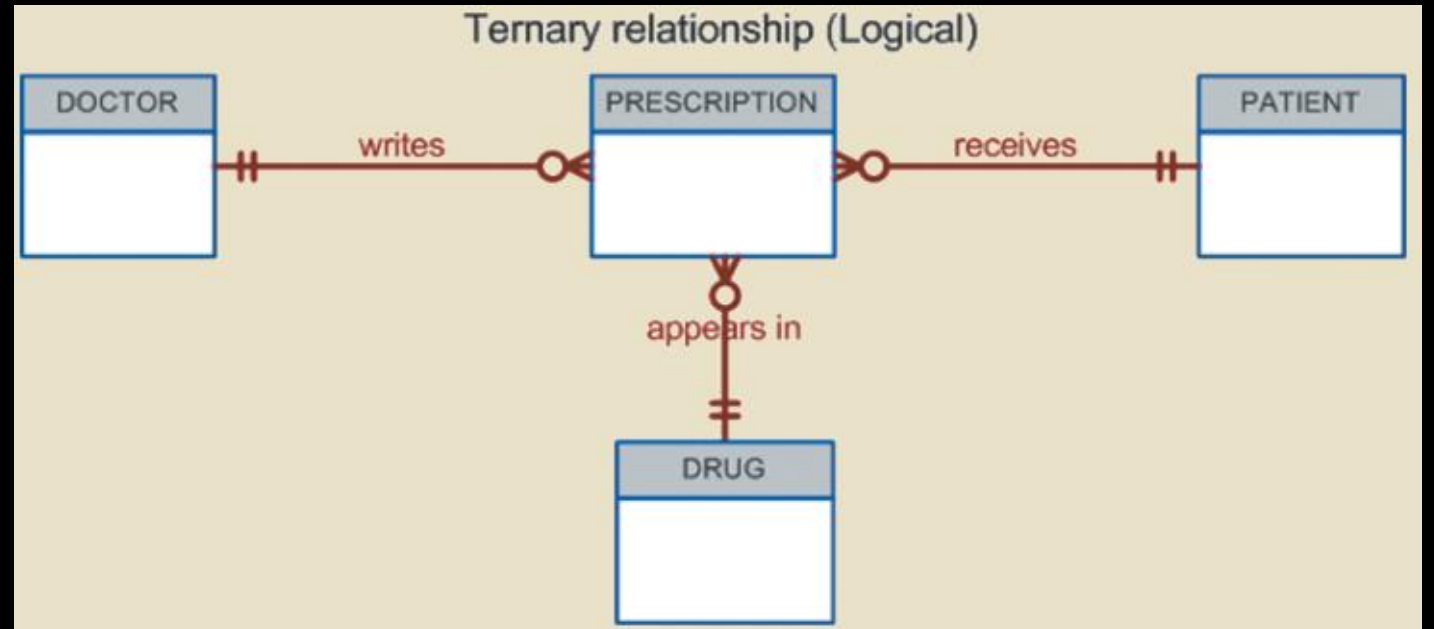 Ternary relationship (Logical)
DOCTOR
PRESCRIPTION
PATIENT
writes
receives
appears in
DRUG